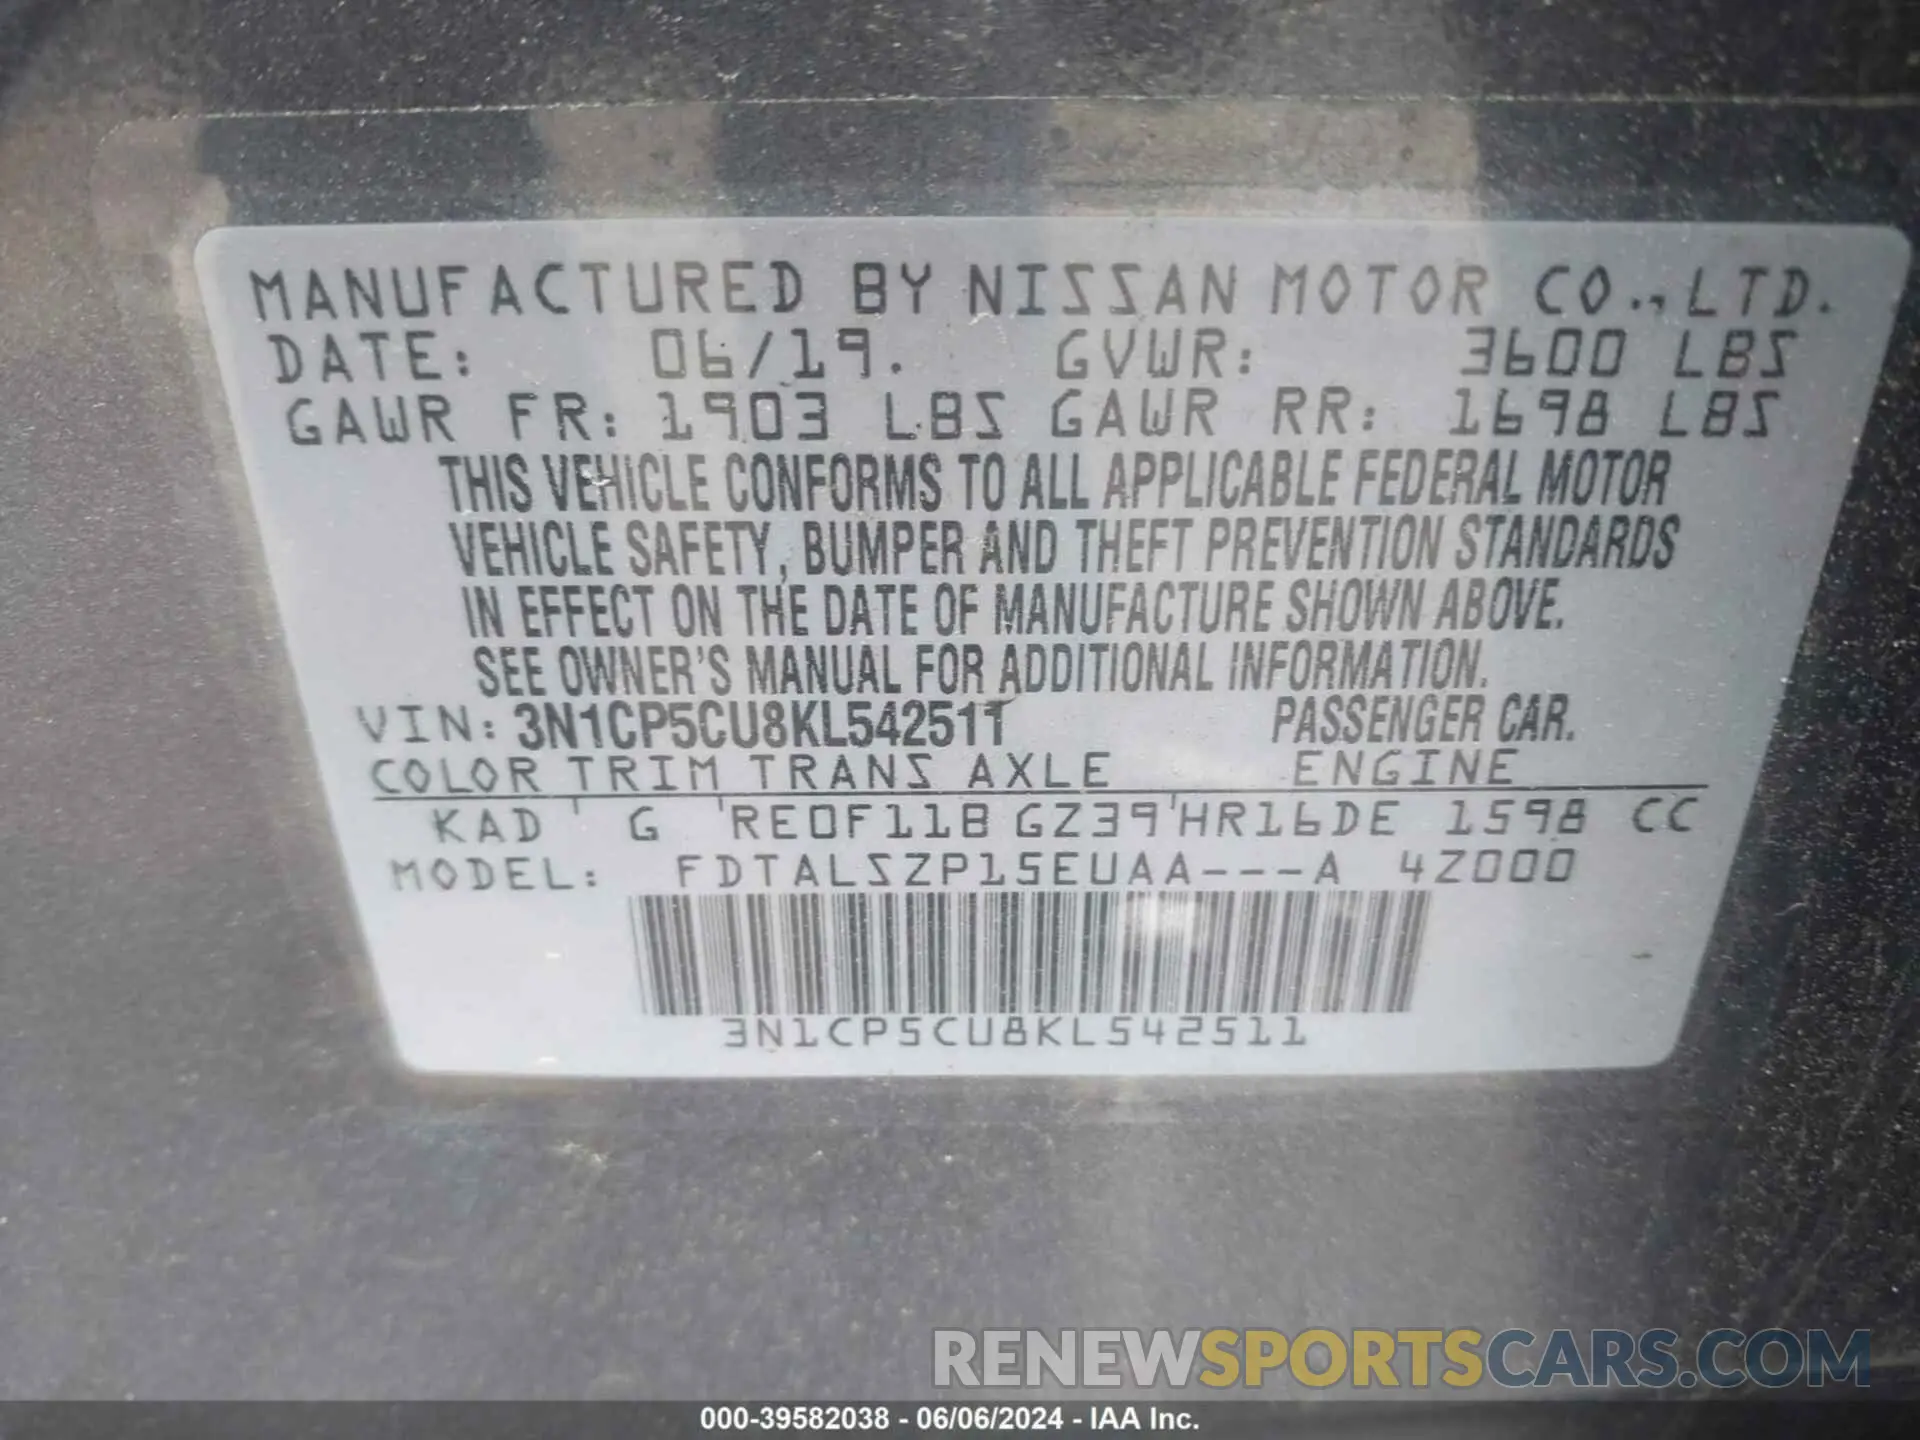 MANUFACTURED BY NISSAN MOTOR CO., LTD.
DATE: 06/19. GVWR: 3600 LBS
GAWR FR: 1903 LBS GAWR RR: 1698 LBS
THIS VEHICLE CONFORMS TO ALL APPLICABLE FEDERAL MOTOR
VEHICLE SAFETY, BUMPER AND THEFT PREVENTION STANDARDS
IN EFFECT ON THE DATE OF MANUFACTURE SHOWN ABOVE.
SEE OWNER'S MANUAL FOR ADDITIONAL INFORMATION.
VIN: 3N1CP5CU8KL542511 PASSENGER CAR.
COLOR TRIM TRANS AXLE ENGINE
KAD G RE0F11B GZ39 HR16DE 1598 CC
MODEL: FDTALSZP15EUAA---A 4Z000
3N1CP5CU8KL542511
RENEWSPORTSCARS.COM
000-39582038 - 06/06/2024 - IAA Inc.